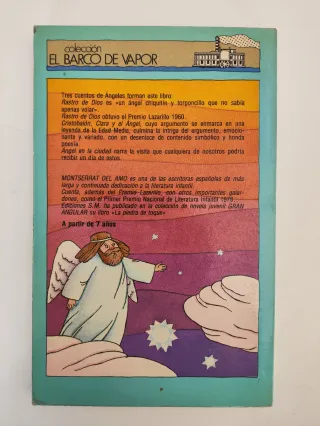 colección
EL BARCO DE VAPOR
Tres cuentos de Ángeles forman este libro:
Rastro de Dios es «un ángel chiquitín y torponcillo que no sabía
apenas volar».
Rastro de Dios obtuvo el Premio Lazarillo 1960.
Cristobalón, Clara y el Ángel, cuyo argumento se enmarca en una
leyenda de la Edad Media, culmina la intriga del argumento, emocio-
nante y variado, con un desenlace de contenido simbólico y honda
poesía.
Ángel en la ciudad narra la visita que cualquiera de nosotros podría
recibir un día de estos.
MONTSERRAT DEL AMO es una de las escritoras españolas de más
larga y continuada dedicación a la literatura infantil.
Cuenta, además del Premio Lazarillo, con otros importantes galar-
dones, como el Primer Premio Nacional de Literatura Infantil 1978.
Ediciones S.M. ha publicado en la colección de novela juvenil GRAN
ANGULAR su libro «La piedra de toque»
A partir de 7 años